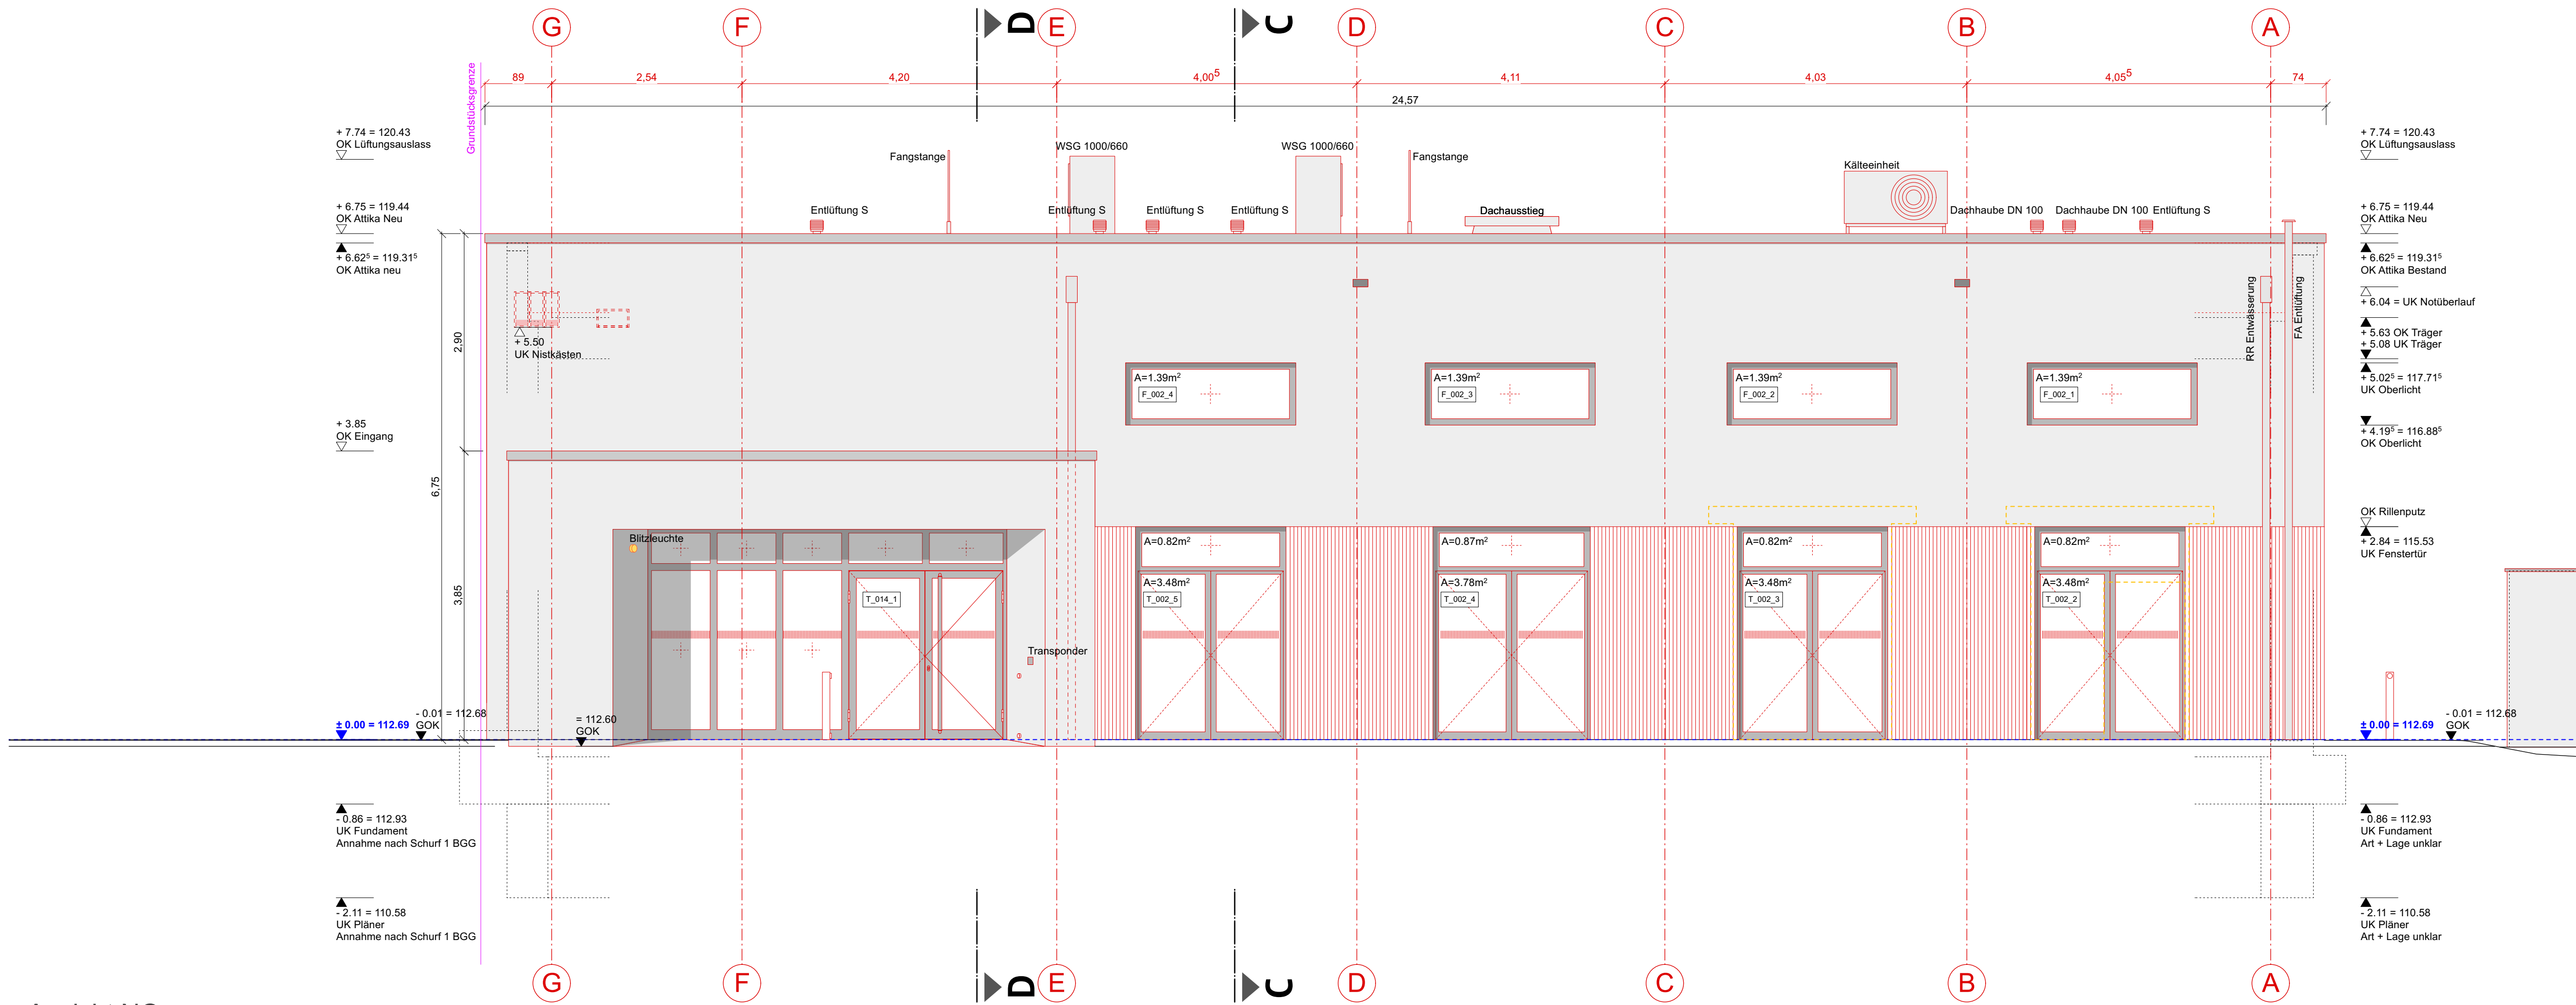 G
F
D
E
C
D
C
B
A
Grundstücksgrenze
89
2,54
4,20
4,00⁵
4,11
4,03
4,05⁵
74
24,57
+ 7.74 = 120.43
OK Lüftungsauslass
+ 6.75 = 119.44
OK Attika Neu
+ 6.62⁵ = 119.31⁵
OK Attika neu
+ 3.85
OK Eingang
± 0.00 = 112.69
- 0.01 = 112.68
GOK
= 112.60
GOK
- 0.86 = 112.93
UK Fundament
Annahme nach Schurf 1 BGG
- 2.11 = 110.58
UK Pläner
Annahme nach Schurf 1 BGG
6,75
2,90
3,85
Fangstange
WSG 1000/660
WSG 1000/660
Fangstange
Kälteeinheit
Entlüftung S
Entlüftung S
Entlüftung S
Entlüftung S
Dachausstieg
Dachhaube DN 100
Dachhaube DN 100
Entlüftung S
+ 5.50
UK Nistkästen
RR Entwässerung
FA Entlüftung
A=1.39m²
F_002_4
A=1.39m²
F_002_3
A=1.39m²
F_002_2
A=1.39m²
F_002_1
Blitzleuchte
T_014_1
Transponder
A=0.82m²
A=3.48m²
T_002_5
A=0.87m²
A=3.78m²
T_002_4
A=0.82m²
A=3.48m²
T_002_3
A=0.82m²
A=3.48m²
T_002_2
+ 7.74 = 120.43
OK Lüftungsauslass
+ 6.75 = 119.44
OK Attika Neu
+ 6.62⁵ = 119.31⁵
OK Attika Bestand
+ 6.04 = UK Notüberlauf
+ 5.63 OK Träger
+ 5.08 UK Träger
+ 5.02⁵ = 117.71⁵
UK Oberlicht
+ 4.19⁵ = 116.88⁵
OK Oberlicht
OK Rillenputz
+ 2.84 = 115.53
UK Fenstertür
± 0.00 = 112.69
- 0.01 = 112.68
GOK
- 0.86 = 112.93
UK Fundament
Art + Lage unklar
- 2.11 = 110.58
UK Pläner
Art + Lage unklar
G
F
D
E
C
D
C
B
A